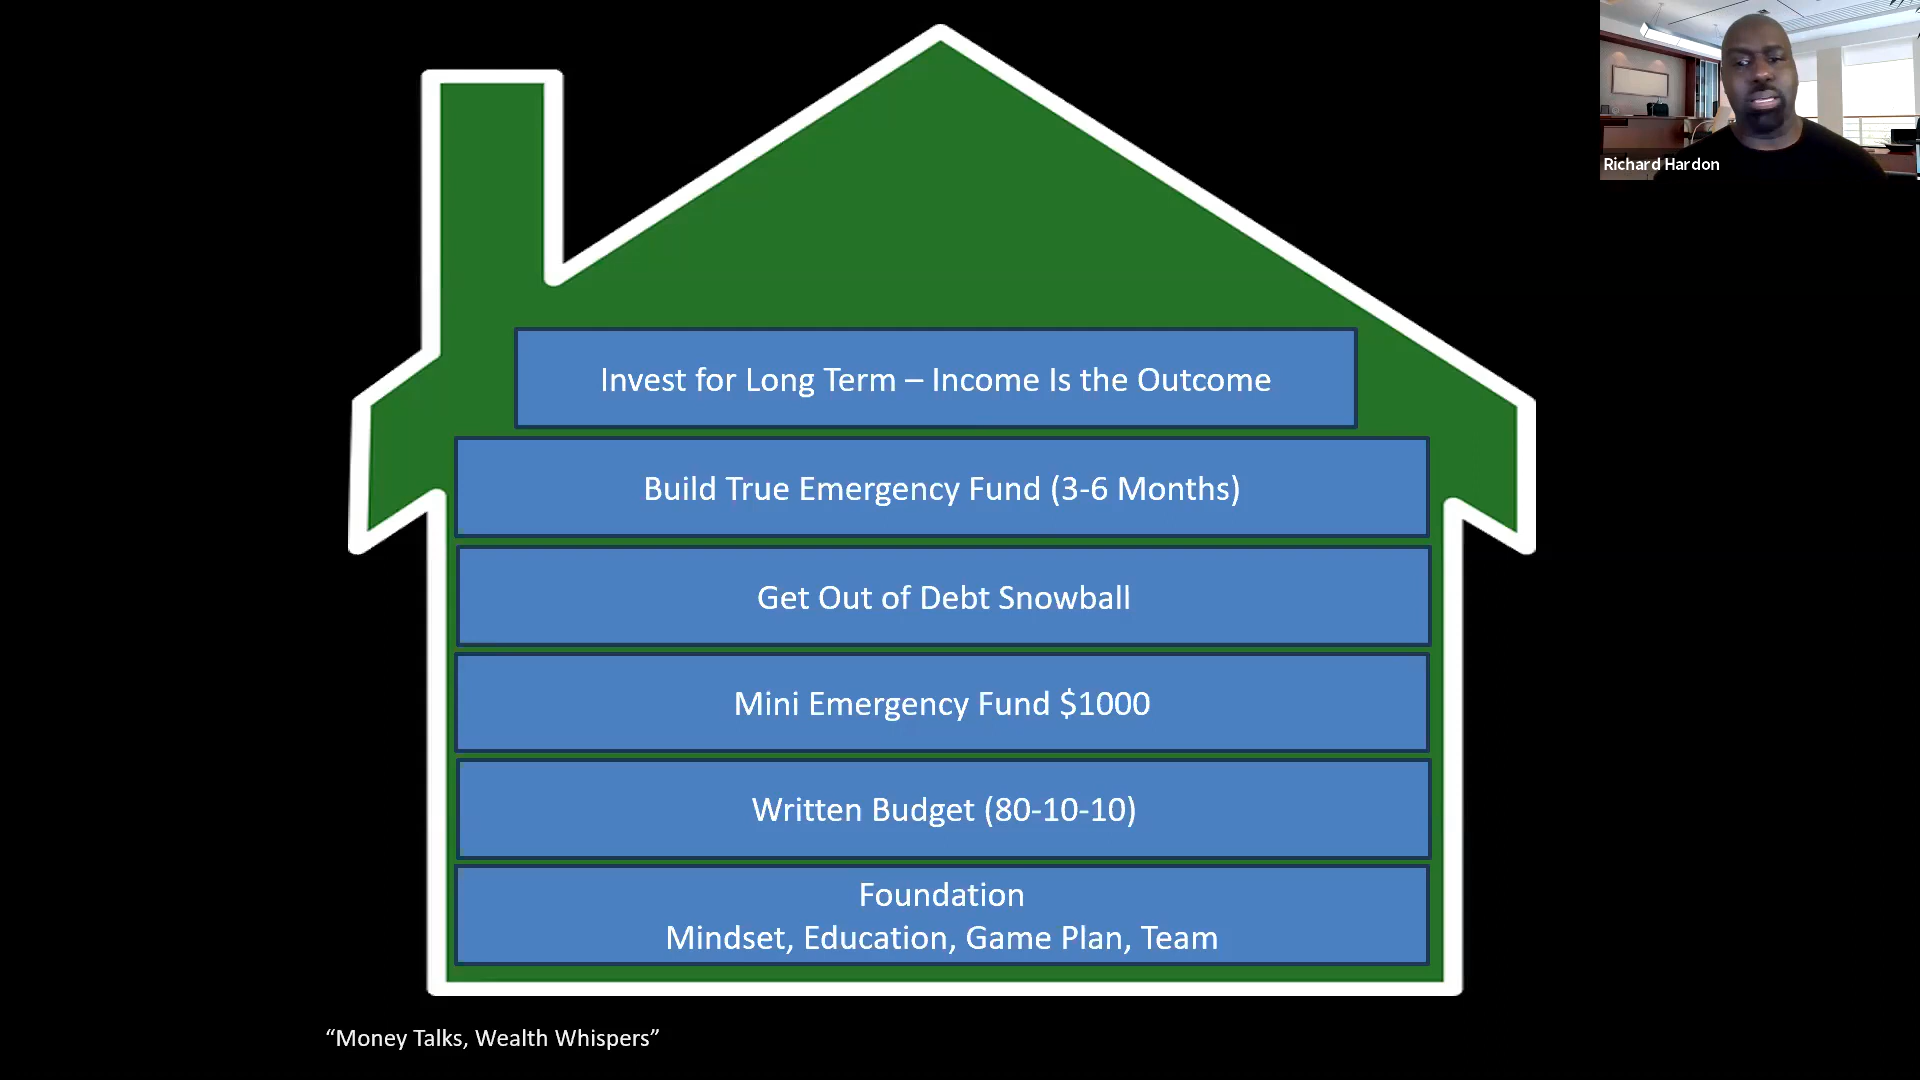 Richard Hardon
Invest for Long Term – Income Is the Outcome
Build True Emergency Fund (3-6 Months)
Get Out of Debt Snowball
Mini Emergency Fund $1000
Written Budget (80-10-10)
Foundation
Mindset, Education, Game Plan, Team
“Money Talks, Wealth Whispers”